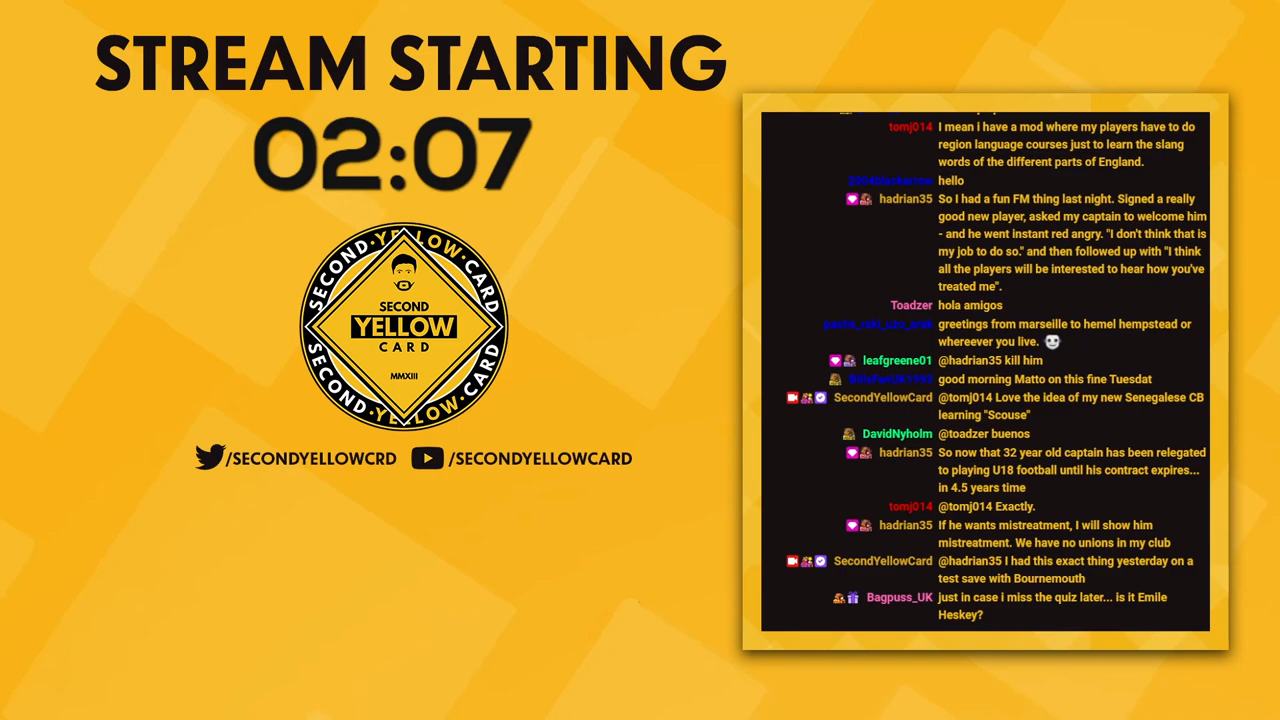 STREAM STARTING
02:07
SECOND·YELLOW·CARD
SECOND
YELLOW
CARD
MMXIII
SECOND·YELLOW·CARD
/SECONDYELLOWCRD /SECONDYELLOWCARD
tomj014 I mean i have a mod where my players have to do
region language courses just to learn the slang
words of the different parts of England.
hello
hadrian35 So I had a fun FM thing last night. Signed a really
good new player, asked my captain to welcome him
- and he went instant red angry. "I don't think that is
my job to do so." and then followed up with "I think
all the players will be interested to hear how you've
treated me".
Toadzer hola amigos
greetings from marseille to hemel hempstead or
whereever you live.
leafgreene01 @hadrian35 kill him
BillsFanUK1992 good morning Matto on this fine Tuesdat
SecondYellowCard @tomj014 Love the idea of my new Senegalese CB
learning "Scouse"
DavidNyholm @toadzer buenos
hadrian35 So now that 32 year old captain has been relegated
to playing U18 football until his contract expires...
in 4.5 years time
tomj014 @tomj014 Exactly.
hadrian35 If he wants mistreatment, I will show him
mistreatment. We have no unions in my club
SecondYellowCard @hadrian35 I had this exact thing yesterday on a
test save with Bournemouth
Bagpuss_UK just in case i miss the quiz later... is it Emile
Heskey?